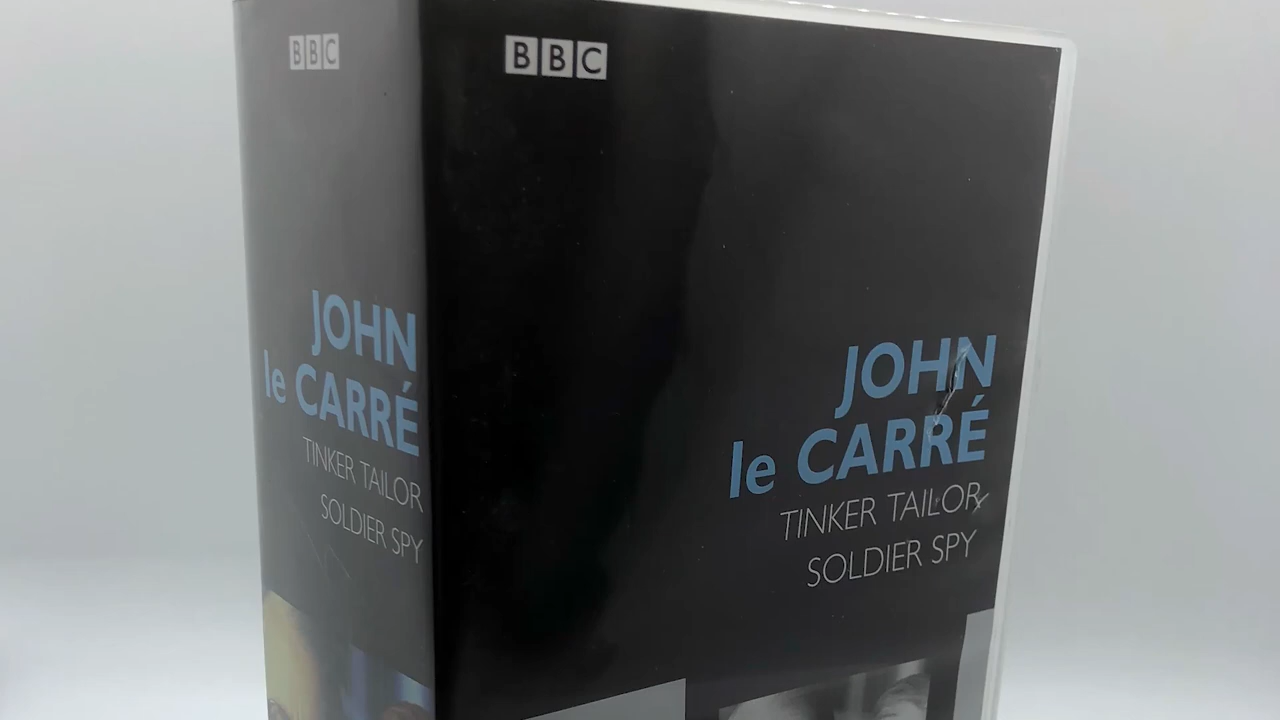 BBC
JOHN
le CARRÉ
TINKER TAILOR
SOLDIER SPY
BBC
JOHN
le CARRÉ
TINKER TAILOR
SOLDIER SPY